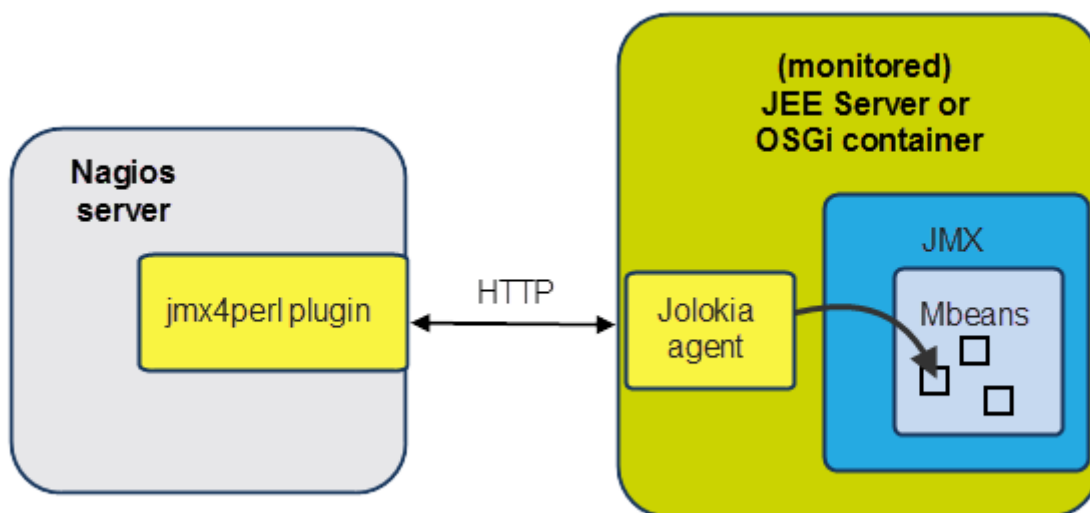 Nagios
server
jmx4perl plugin
HTTP
(monitored)
JEE Server or
OSGi container
Jolokia
agent
JMX
Mbeans